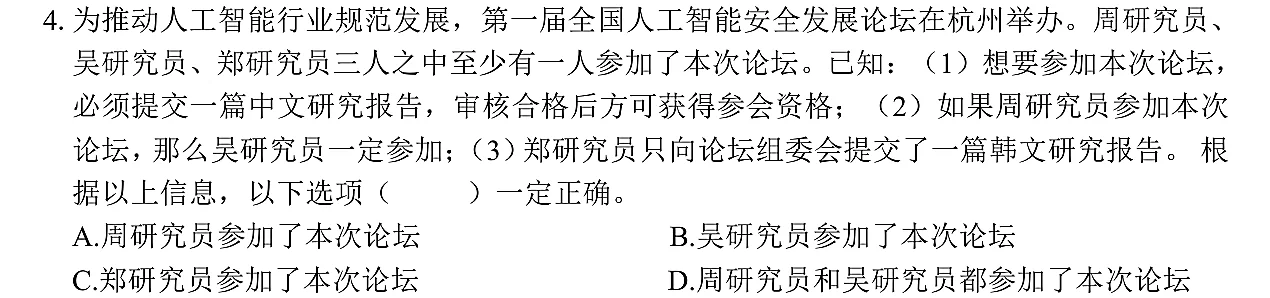 4. 为推动人工智能行业规范发展，第一届全国人工智能安全发展论坛在杭州举办。周研究员、
吴研究员、郑研究员三人之中至少有一人参加了本次论坛。已知：（1）想要参加本次论坛，
必须提交一篇中文研究报告，审核合格后方可获得参会资格；（2）如果周研究员参加本次
论坛，那么吴研究员一定参加；（3）郑研究员只向论坛组委会提交了一篇韩文研究报告。 根
据以上信息，以下选项（　　）一定正确。
A.周研究员参加了本次论坛　　B.吴研究员参加了本次论坛
C.郑研究员参加了本次论坛　　D.周研究员和吴研究员都参加了本次论坛